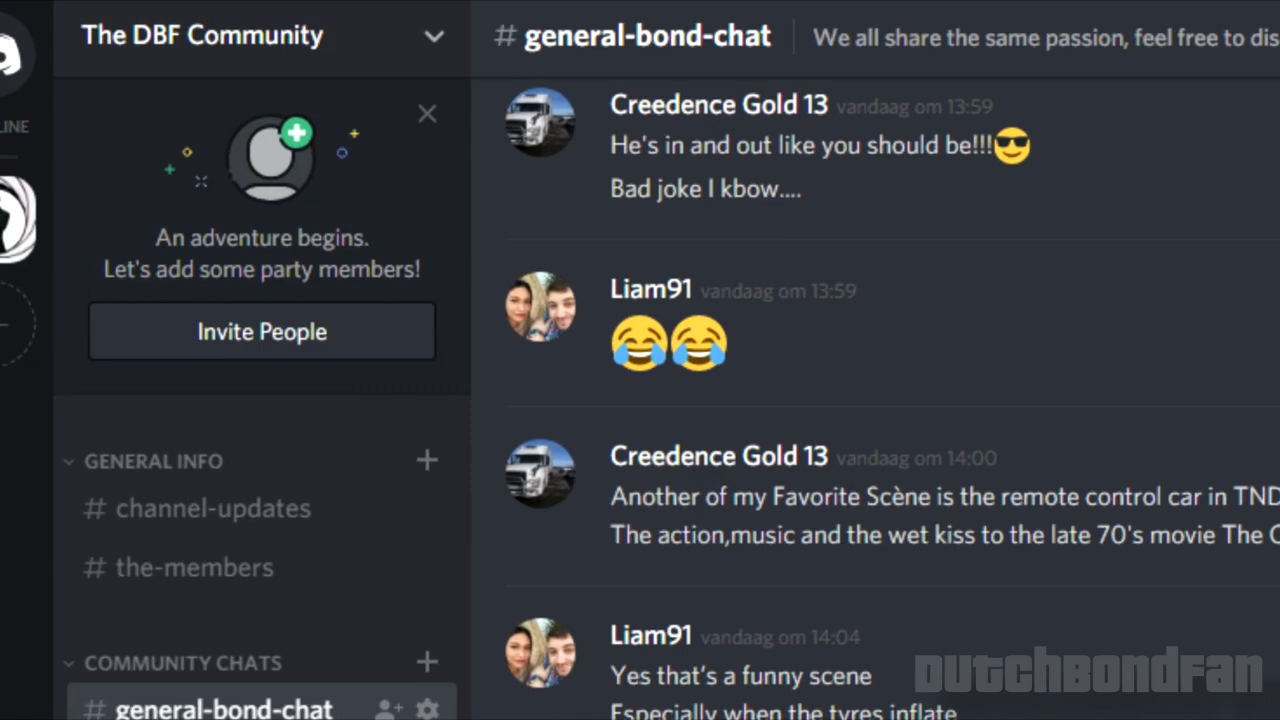 The DBF Community
LINE
An adventure begins.
Let's add some party members!
Invite People
GENERAL INFO
# channel-updates
# the-members
COMMUNITY CHATS
# general-bond-chat
# general-bond-chat
We all share the same passion, feel free to dis
Creedence Gold 13 vandaag om 13:59
He's in and out like you should be!!!😎
Bad joke I kbow....
Liam91 vandaag om 13:59
😂😂
Creedence Gold 13 vandaag om 14:00
Another of my Favorite Scène is the remote control car in TND
The action,music and the wet kiss to the late 70's movie The
Liam91 vandaag om 14:04
Yes that's a funny scene
Especially when the tyres inflate
DUTCHBONDFAN